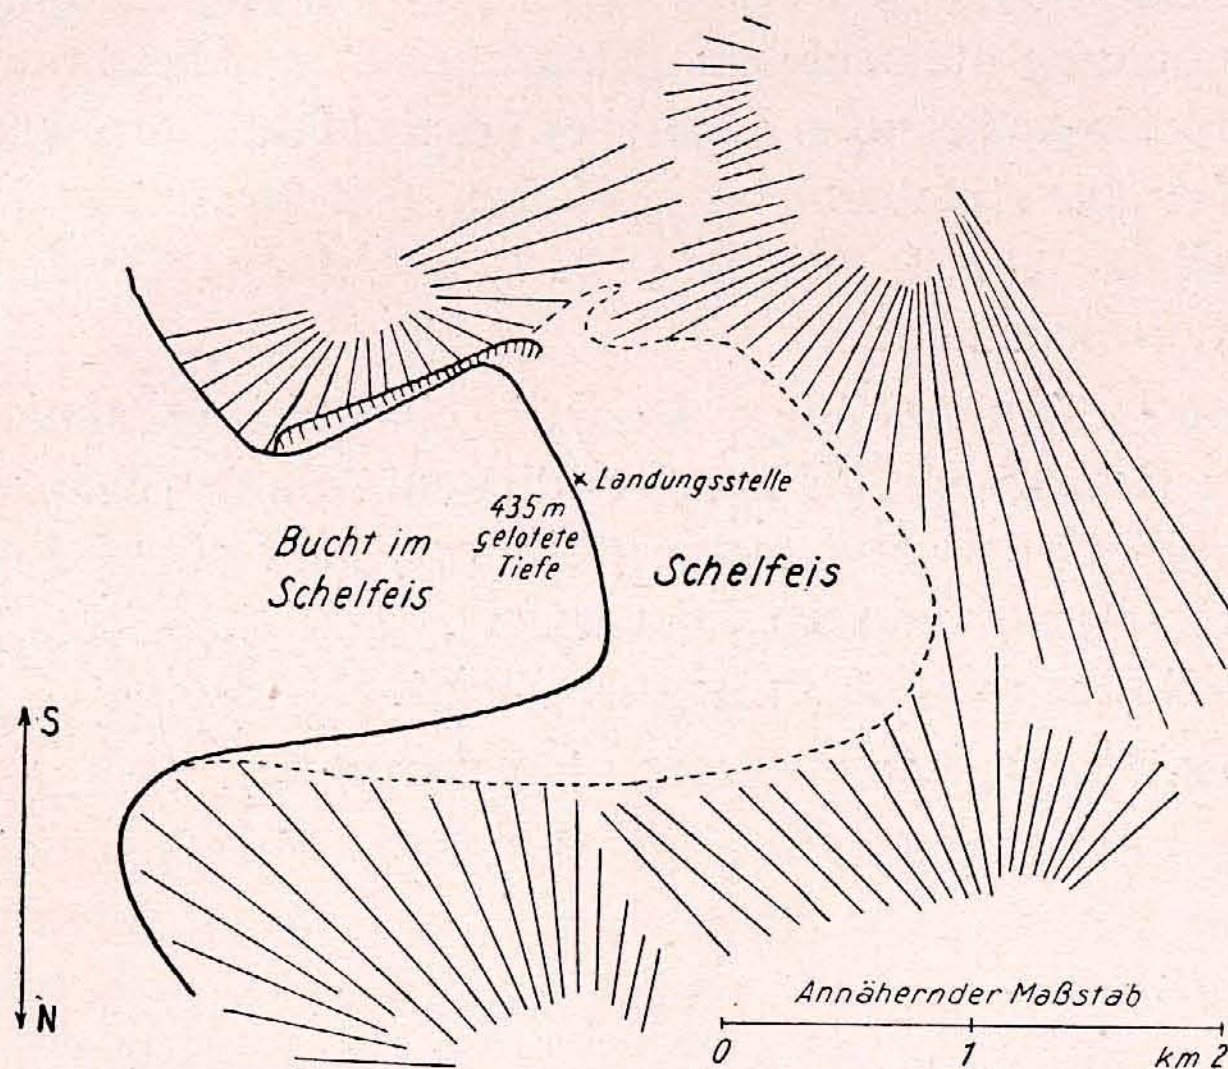 Landungsstelle
435 m
gelotete
Tiefe
Bucht im
Schelfeis
Schelfeis
S
N
Annähernder Maßstab
0 1 km 2